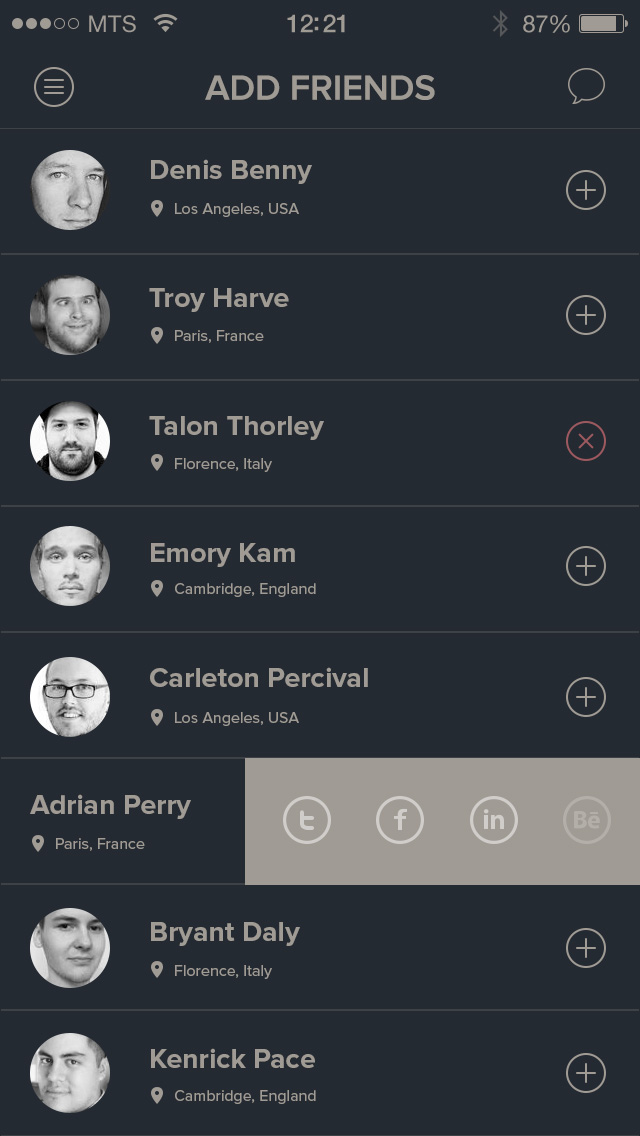 MTS 12:21 87%
ADD FRIENDS
Denis Benny
Los Angeles, USA
Troy Harve
Paris, France
Talon Thorley
Florence, Italy
Emory Kam
Cambridge, England
Carleton Percival
Los Angeles, USA
Adrian Perry
Paris, France
t f in Bē
Bryant Daly
Florence, Italy
Kenrick Pace
Cambridge, England